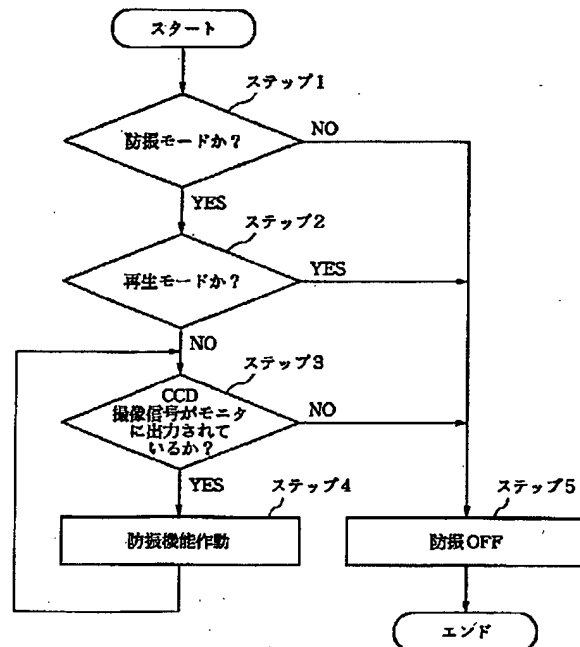 スタート
ステップ1
防振モードか?
NO
YES
ステップ2
再生モードか?
YES
NO
ステップ3
CCD
撮像信号がモニタ
に出力されて
いるか?
NO
YES
ステップ4
防振機能作動
ステップ5
防振OFF
エンド